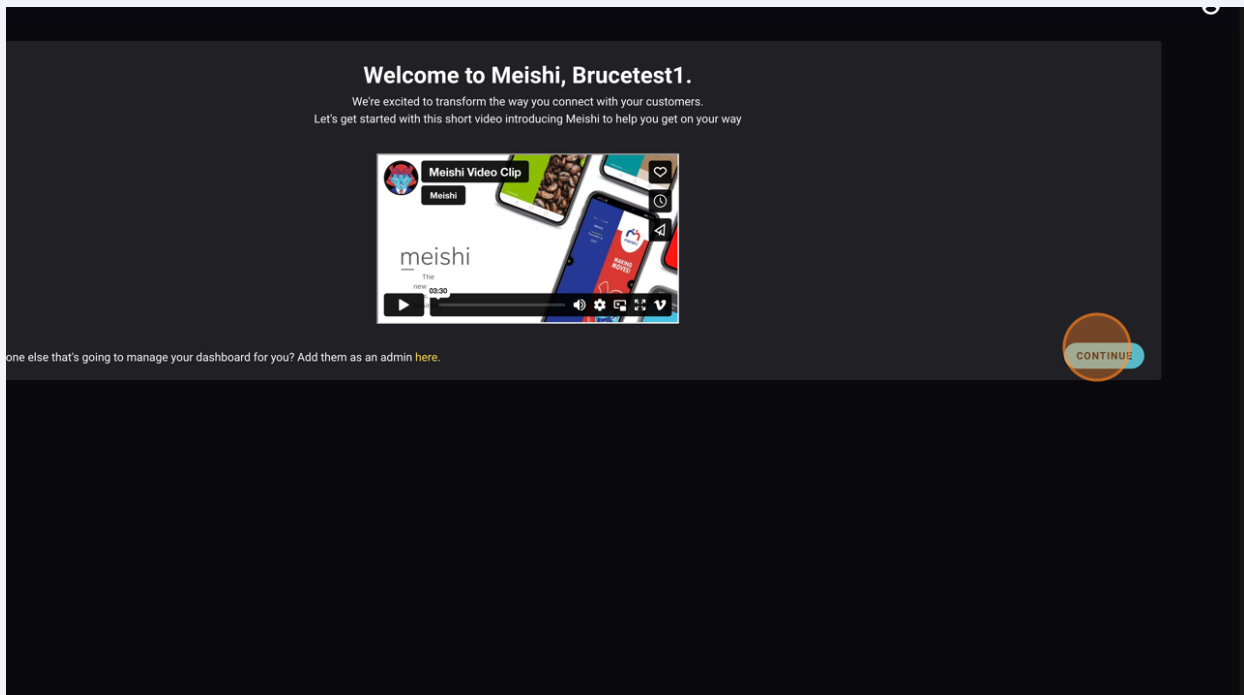 Welcome to Meishi, Brucetest1.
We're excited to transform the way you connect with your customers.
Let's get started with this short video introducing Meishi to help you get on your way
Meishi Video Clip
Meishi
meishi
The
new
03:30
MAKING
MOVES!
one else that's going to manage your dashboard for you? Add them as an admin here.
CONTINUE